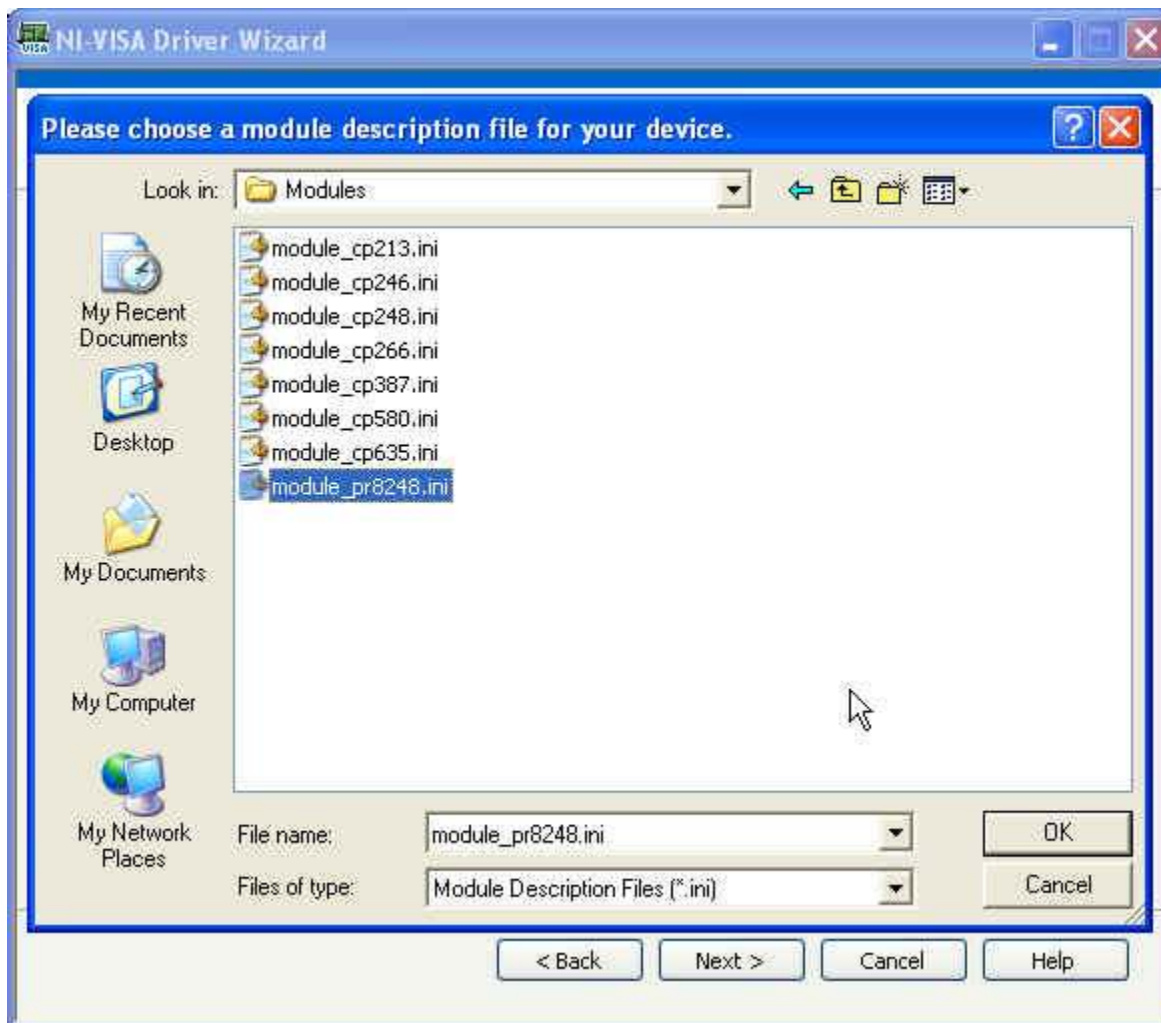 VISA
NI-VISA Driver Wizard
Please choose a module description file for your device.
Look in:
Modules
module_cp213.ini
module_cp246.ini
module_cp248.ini
module_cp266.ini
module_cp387.ini
module_cp580.ini
module_cp635.ini
module_pr8248.ini
My Recent
Documents
Desktop
My Documents
My Computer
My Network
Places
File name:
module_pr8248.ini
OK
Files of type:
Module Description Files (*.ini)
Cancel
< Back
Next >
Cancel
Help